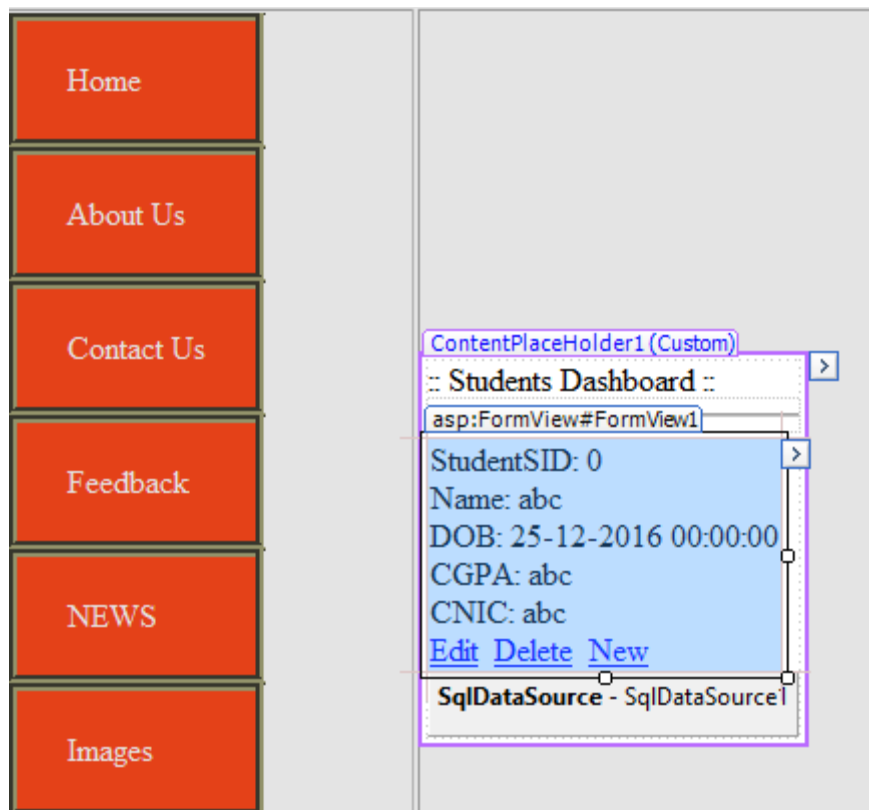 Home
About Us
Contact Us
Feedback
NEWS
Images
ContentPlaceHolder1 (Custom)
:: Students Dashboard ::
asp:FormView#FormView1
StudentSID: 0
Name: abc
DOB: 25-12-2016 00:00:00
CGPA: abc
CNIC: abc
Edit Delete New
SqlDataSource - SqlDataSource1